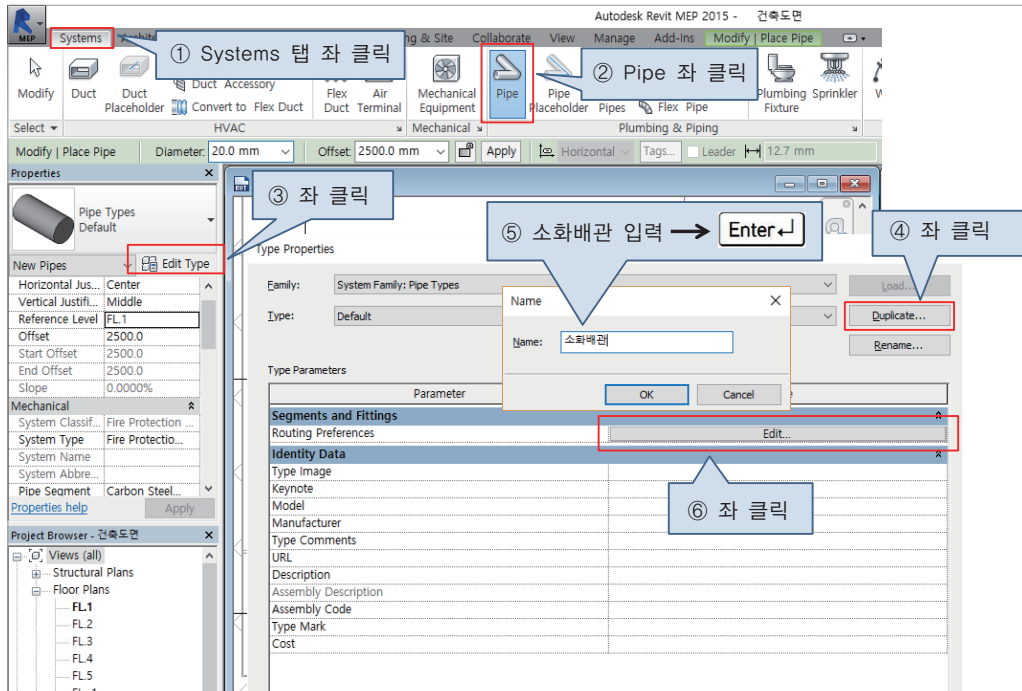 Autodesk Revit MEP 2015 - 건축도면
MEP
Systems
Collaborate View Manage Add-Ins Modify | Place Pipe
① Systems 탭 좌 클릭
② Pipe 좌 클릭
Modify
Duct
Duct Placeholder
Duct Accessory
Convert to Flex Duct
Flex Duct
Air Terminal
Mechanical Equipment
Pipe
Pipe Placeholder
Pipes
Flex Pipe
Plumbing Fixture
Sprinkler
Select
HVAC
Mechanical
Plumbing & Piping
Modify | Place Pipe Diameter: 20.0 mm Offset: 2500.0 mm Apply Horizontal Tags... Leader 12.7 mm
Properties
Pipe Types
Default
③ 좌 클릭
New Pipes
Edit Type
Horizontal Jus... Center
Vertical Justifi... Middle
Reference Level FL.1
Offset 2500.0
Start Offset 2500.0
End Offset 2500.0
Slope 0.0000%
Mechanical
System Classif... Fire Protection ...
System Type Fire Protectio...
System Name
System Abbre...
Pipe Segment Carbon Steel...
Properties help Apply
Project Browser - 건축도면
Views (all)
Structural Plans
Floor Plans
FL.1
FL.2
FL.3
FL.4
FL.5
⑤ 소화배관 입력 → Enter↵
④ 좌 클릭
Type Properties
Family: System Family: Pipe Types Load...
Type: Default Duplicate...
Rename...
Name
Name: 소화배관
OK Cancel
Type Parameters
Parameter
Segments and Fittings
Routing Preferences Edit...
Identity Data
Type Image
Keynote
Model
Manufacturer
Type Comments
URL
Description
Assembly Description
Assembly Code
Type Mark
Cost
⑥ 좌 클릭